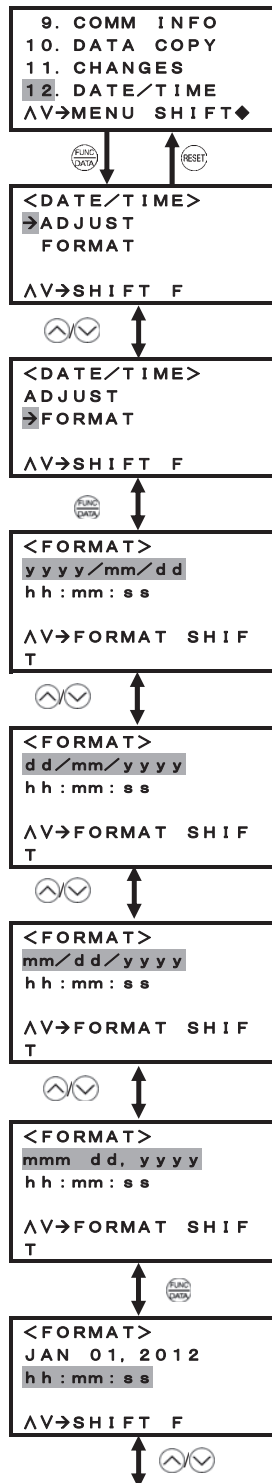 9. COMM INFO
10. DATA COPY
11. CHANGES
12. DATE/TIME
∧∨→MENU SHIFT◆
FUNC
DATA
RESET
<DATE/TIME>
→ADJUST
FORMAT
∧∨→SHIFT F
∧/∨
<DATE/TIME>
ADJUST
→FORMAT
∧∨→SHIFT F
FUNC
DATA
<FORMAT>
yyyy/mm/dd
hh:mm:ss
∧∨→FORMAT SHIF
T
∧/∨
<FORMAT>
dd/mm/yyyy
hh:mm:ss
∧∨→FORMAT SHIF
T
∧/∨
<FORMAT>
mm/dd/yyyy
hh:mm:ss
∧∨→FORMAT SHIF
T
∧/∨
<FORMAT>
mmm dd, yyyy
hh:mm:ss
∧∨→FORMAT SHIF
T
FUNC
DATA
<FORMAT>
JAN 01, 2012
hh:mm:ss
∧∨→SHIFT F
∧/∨